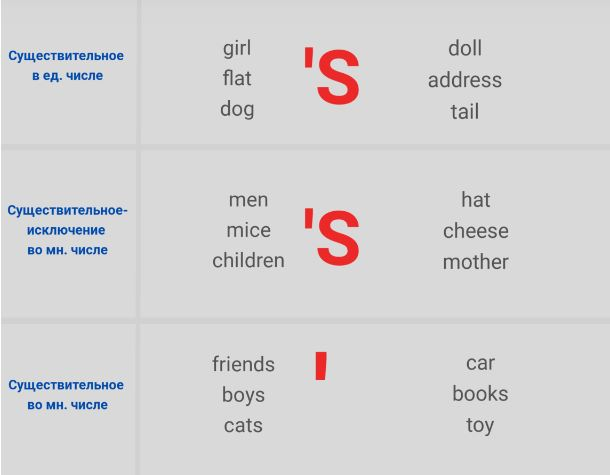 Существительное
в ед. числе
girl
flat
dog
'S
doll
address
tail
Существительное-
исключение
во мн. числе
men
mice
children
'S
hat
cheese
mother
Существительное
во мн. числе
friends
boys
cats
'
car
books
toy